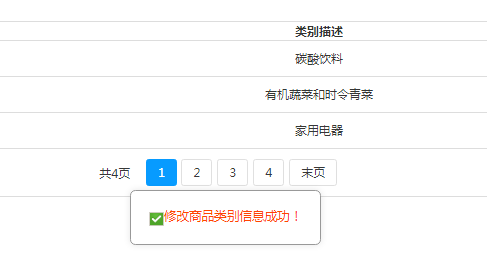 类别描述
碳酸饮料
有机蔬菜和时令青菜
家用电器
共4页 1 2 3 4 末页
修改商品类别信息成功！